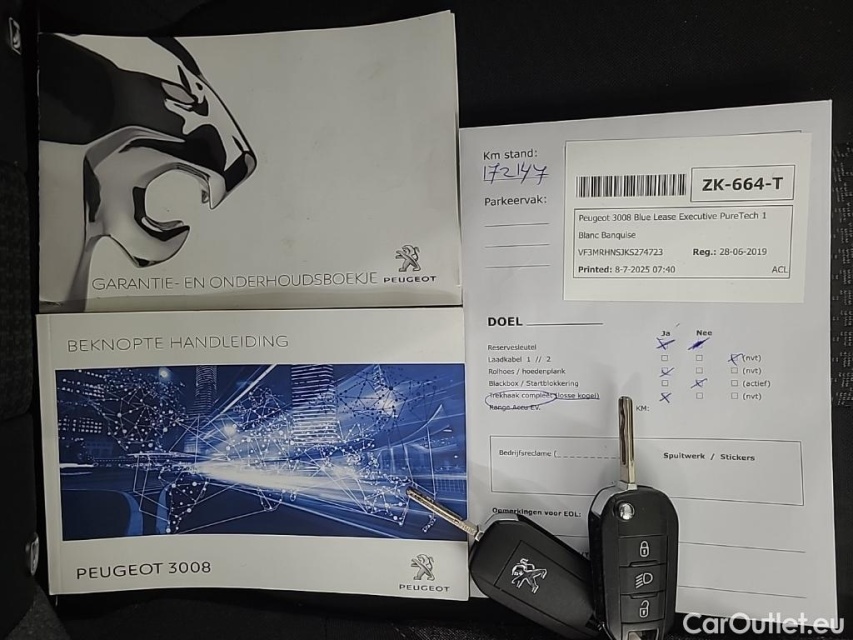 GARANTIE- EN ONDERHOUDSBOEKJE
PEUGEOT
BEKNOPTE HANDLEIDING
PEUGEOT 3008
PEUGEOT
Km stand:
172147
Parkeervak:
ZK-664-T
Peugeot 3008 Blue Lease Executive PureTech 1
Blanc Banquise
VF3MRHNSJKS274723 Reg.: 28-06-2019
Printed: 8-7-2025 07:40 ACL
DOEL
Ja Nee
Reservesleutel
Laadkabel 1 // 2 (nvt)
Rolhoes / hoedenplank (nvt)
Blackbox / Startblokkering (actief)
Trekhaak compleet (losse kogel) (nvt)
Range Accu EV. KM:
Bedrijfsreclame ( Spuitwerk / Stickers
Opmerkingen voor EOL:
CarOutlet.eu